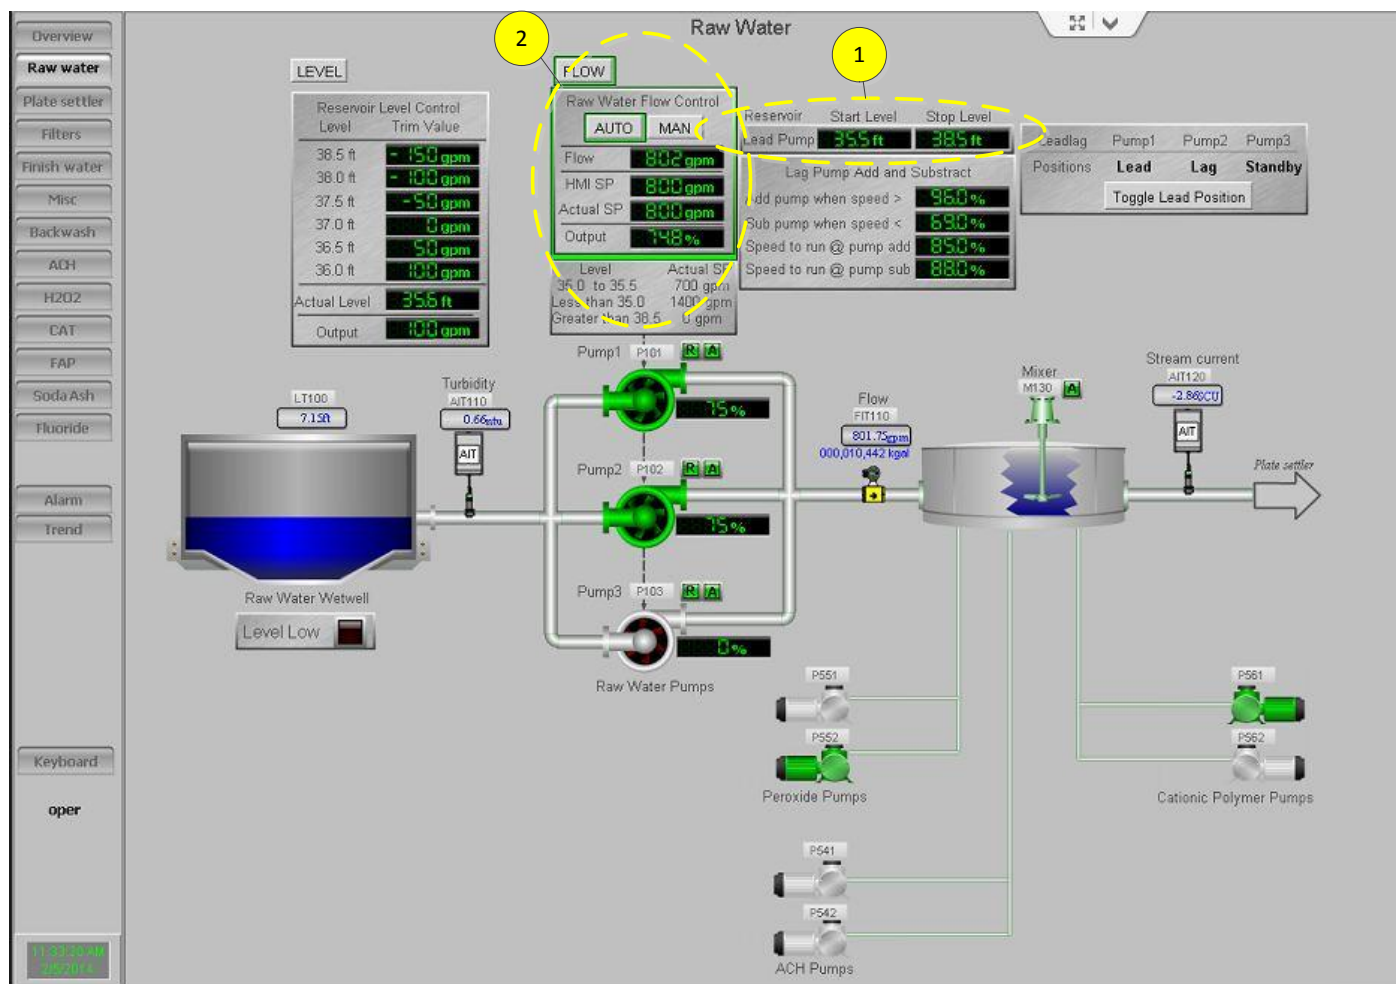 Raw Water
Overview
Raw water
Plate settler
Filters
Finish water
Misc
Backwash
ACH
H2O2
CAT
FAP
Soda Ash
Fluoride
Alarm
Trend
Keyboard
oper
11:33:20 AM
2/5/2014
LEVEL
Reservoir Level Control
Level Trim Value
38.5 ft - 150 gpm
38.0 ft - 100 gpm
37.5 ft -50 gpm
37.0 ft 0 gpm
36.5 ft 50 gpm
36.0 ft 100 gpm
Actual Level 35.6 ft
Output 100 gpm
2
FLOW
Raw Water Flow Control
AUTO MAN
Flow 802 gpm
HMI SP 800 gpm
Actual SP 800 gpm
Output 74.8 %
Level Actual SP
35.0 to 35.5 700 gpm
Less than 35.0 1400 gpm
Greater than 38.5 0 gpm
1
Reservoir Start Level Stop Level
Lead Pump 35.5 ft 38.5 ft
Lag Pump Add and Substract
Add pump when speed > 96.0 %
Sub pump when speed < 69.0 %
Speed to run @ pump add 85.0 %
Speed to run @ pump sub 88.0 %
Leadlag Pump1 Pump2 Pump3
Positions Lead Lag Standby
Toggle Lead Position
LT100
7.15ft
Raw Water Wetwell
Level Low
Turbidity
AIT110
0.66ntu
AIT
Pump1 P101 R A
75 %
Pump2 P102 R A
75 %
Pump3 P103 R A
0 %
Raw Water Pumps
Flow
FIT110
801.75gpm
000,010,442 kgal
Mixer
M130 A
Stream current
AIT120
-2.86SCU
AIT
Plate settler
P551
P552
Peroxide Pumps
P541
P542
ACH Pumps
P561
P562
Cationic Polymer Pumps